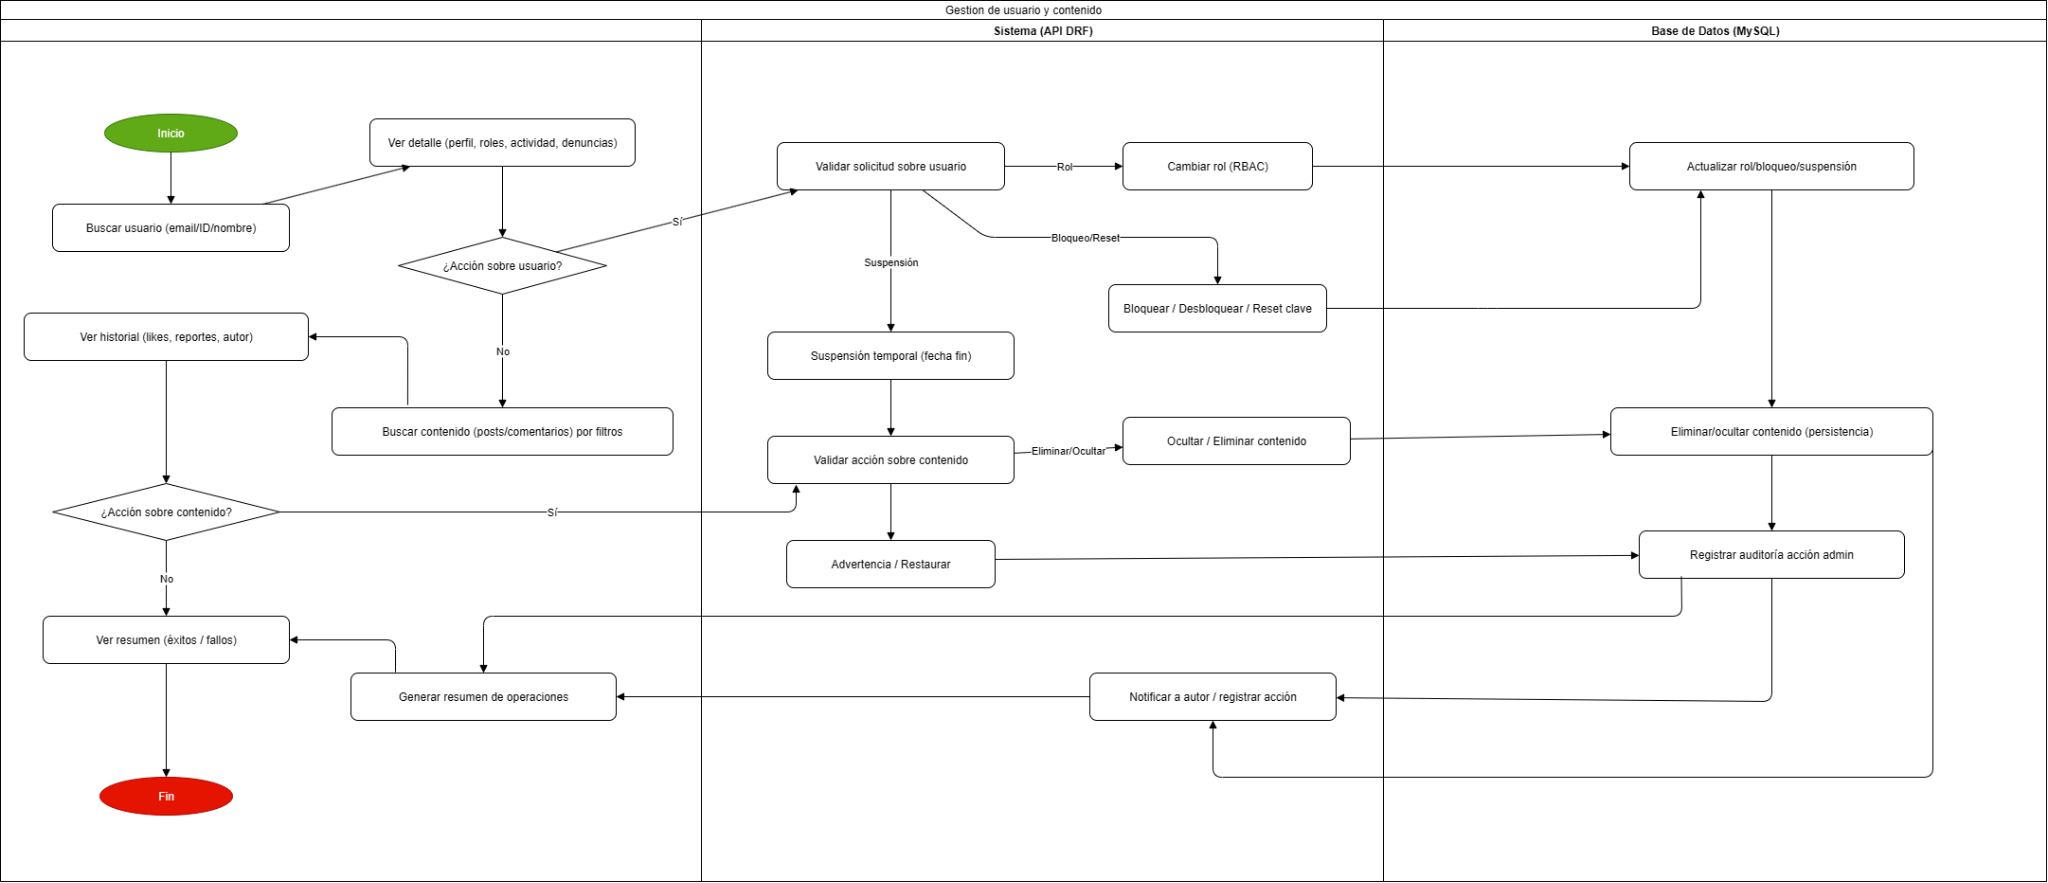 Gestion de usuario y contenido
Sistema (API DRF)
Base de Datos (MySQL)
Inicio
Ver detalle (perfil, roles, actividad, denuncias)
Validar solicitud sobre usuario
Rol
Cambiar rol (RBAC)
Actualizar rol/bloqueo/suspensión
Buscar usuario (email/ID/nombre)
Sí
Bloqueo/Reset
¿Acción sobre usuario?
Suspensión
Bloquear / Desbloquear / Reset clave
Ver historial (likes, reportes, autor)
No
Suspensión temporal (fecha fin)
Buscar contenido (posts/comentarios) por filtros
Eliminar/ocultar contenido (persistencia)
Ocultar / Eliminar contenido
Eliminar/Ocultar
Validar acción sobre contenido
¿Acción sobre contenido?
Sí
Registrar auditoría acción admin
Advertencia / Restaurar
No
Ver resumen (éxitos / fallos)
Generar resumen de operaciones
Notificar a autor / registrar acción
Fin